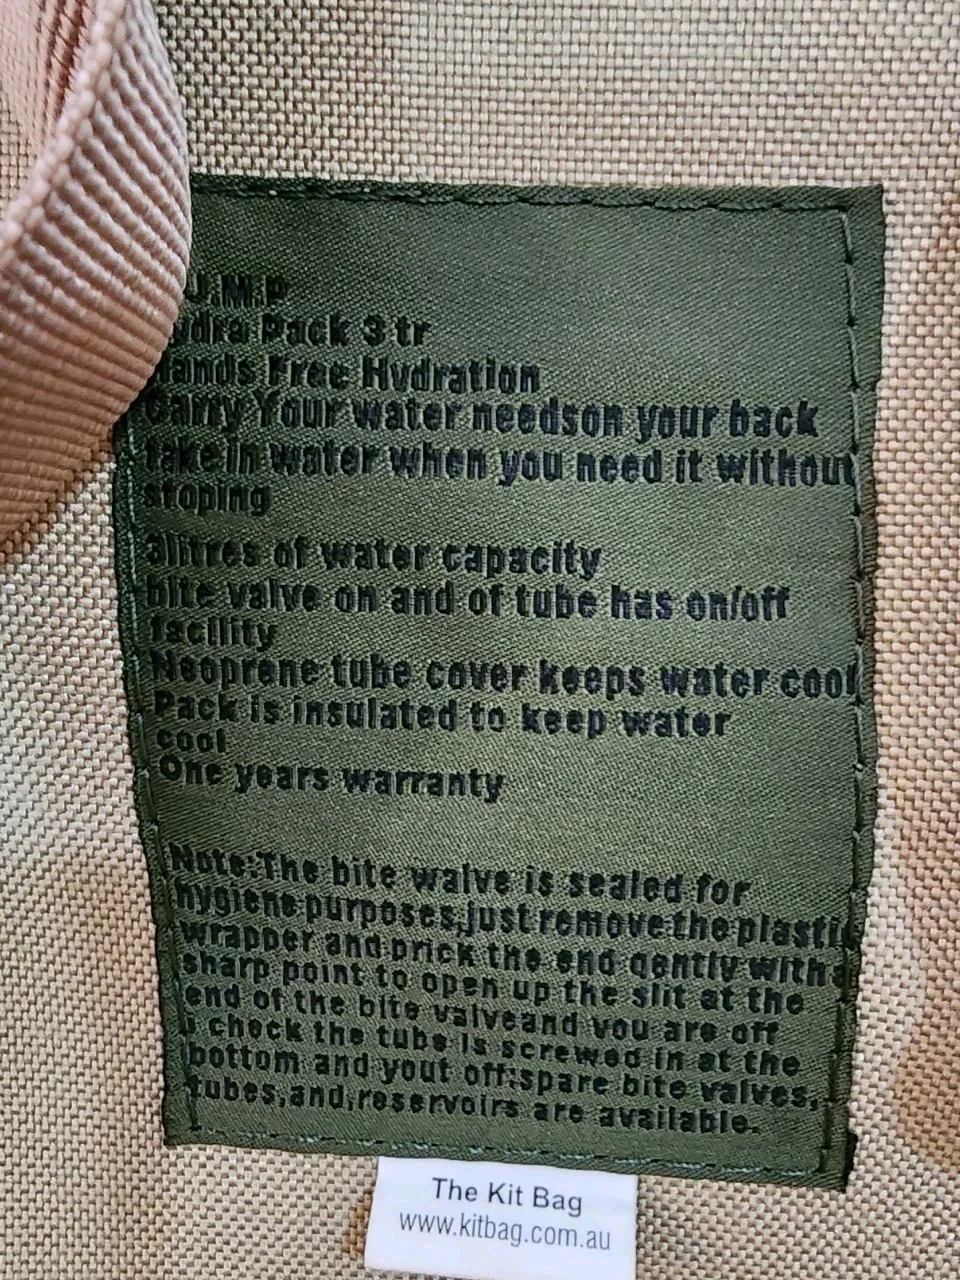 J.M.P
ydra Pack 3 tr
Hands Free Hydration
Carry Your water needson your back
take in water when you need it without
stoping
3litres of water capacity
bite valve on and of tube has on/off
facility
Neoprene tube cover keeps water cool
Pack is insulated to keep water
cool
One years warranty
Note:The bite walve is sealed for
hygiene purposes,just remove the plastic
wrapper and prick the end gently with a
sharp point to open up the slit at the
end of the bite valveand you are off
check the tube is screwed in at the
bottom and yout off:spare bite valves,
tubes,and,reservoirs are available.
The Kit Bag
www.kitbag.com.au